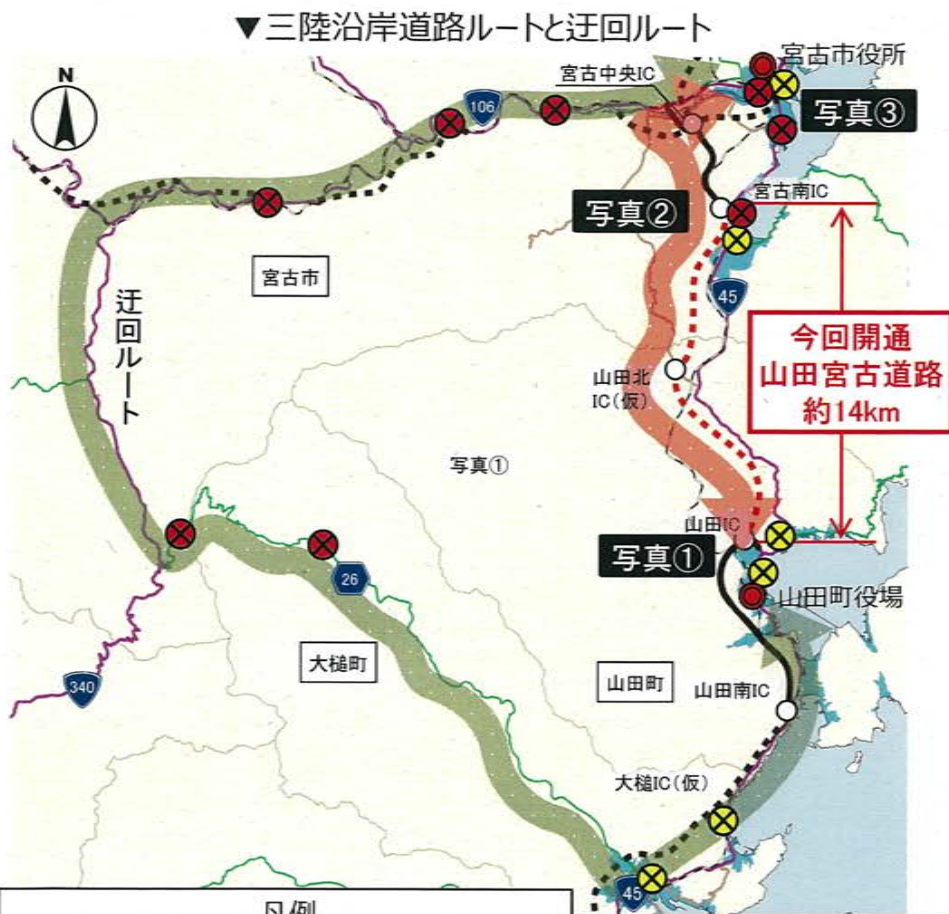 ▼三陸沿岸道路ルートと迂回ルート
N
宮古市役所
宮古中央IC
106
写真③
宮古南IC
写真②
宮古市
45
迂回ルート
今回開通
山田宮古道路
約14km
山田北
IC(仮)
写真①
山田IC
写真①
26
山田町役場
大槌町
山田町
山田南IC
340
大槌IC(仮)
45
凡例